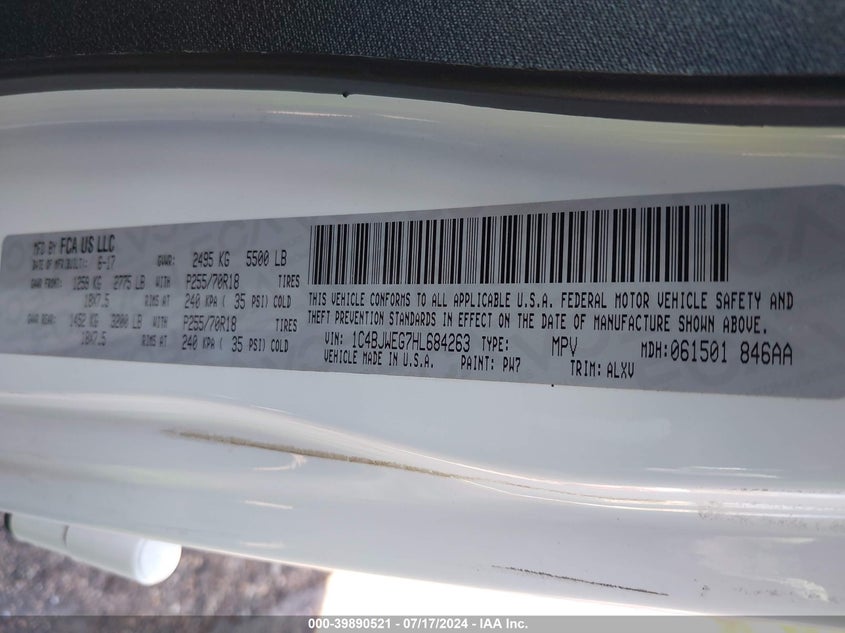 MFD BY FCA US LLC
DATE OF MFR(BUILT): 6-17 GVWR: 2495 KG 5500 LB
GAWR FRONT: 1259 KG 2775 LB WITH P255/70R18 TIRES
18X7.5 RIMS AT 240 KPA ( 35 PSI) COLD
GAWR REAR: 1452 KG 3200 LB WITH P255/70R18 TIRES
18X7.5 RIMS AT 240 KPA ( 35 PSI) COLD
THIS VEHICLE CONFORMS TO ALL APPLICABLE U.S.A. FEDERAL MOTOR VEHICLE SAFETY AND
THEFT PREVENTION STANDARDS IN EFFECT ON THE DATE OF MANUFACTURE SHOWN ABOVE.
VIN: 1C4BJWEG7HL684263 TYPE: MPV MDH:061501 846AA
VEHICLE MADE IN U.S.A. PAINT: PW7 TRIM: ALXV
000-39890521 - 07/17/2024 - IAA Inc.